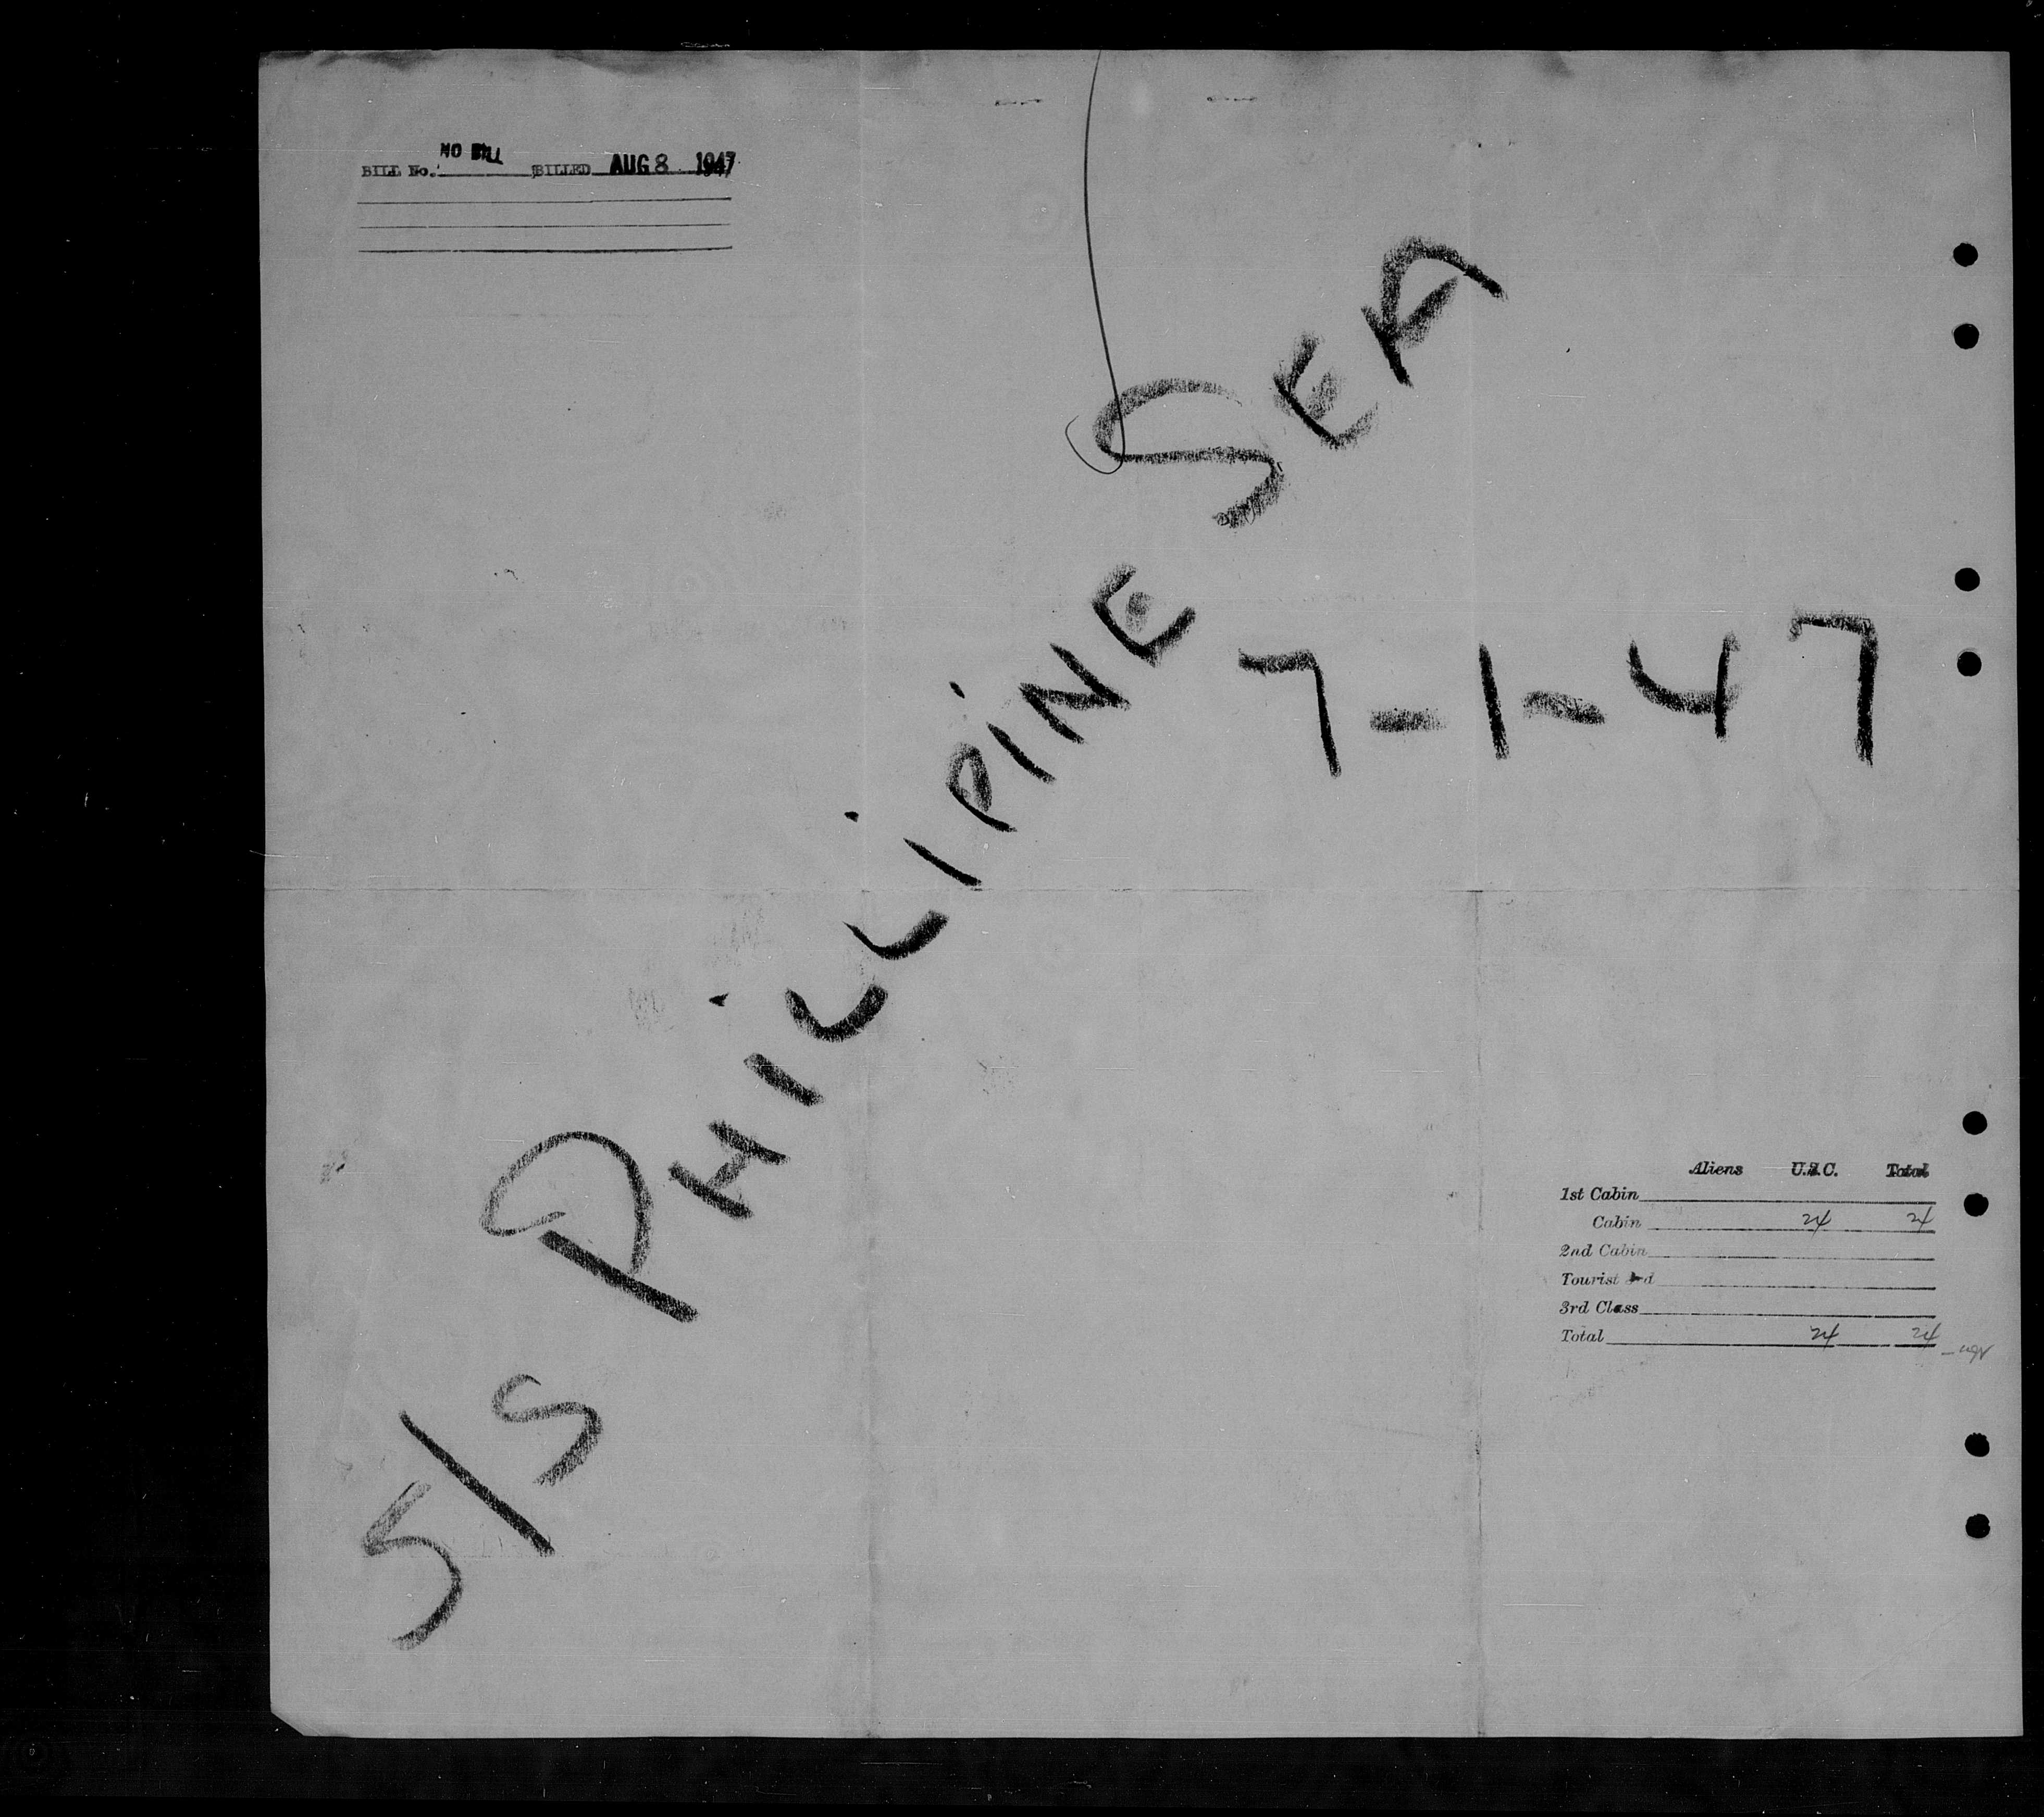 BILL No. NO BILL BILLED AUG 8 1947
S/S PHILLIPINE SEA
7-1-47
Aliens U.S.C. Total
1st Cabin
Cabin 24 24
2nd Cabin
Tourist 3rd
3rd Class
Total 24 24